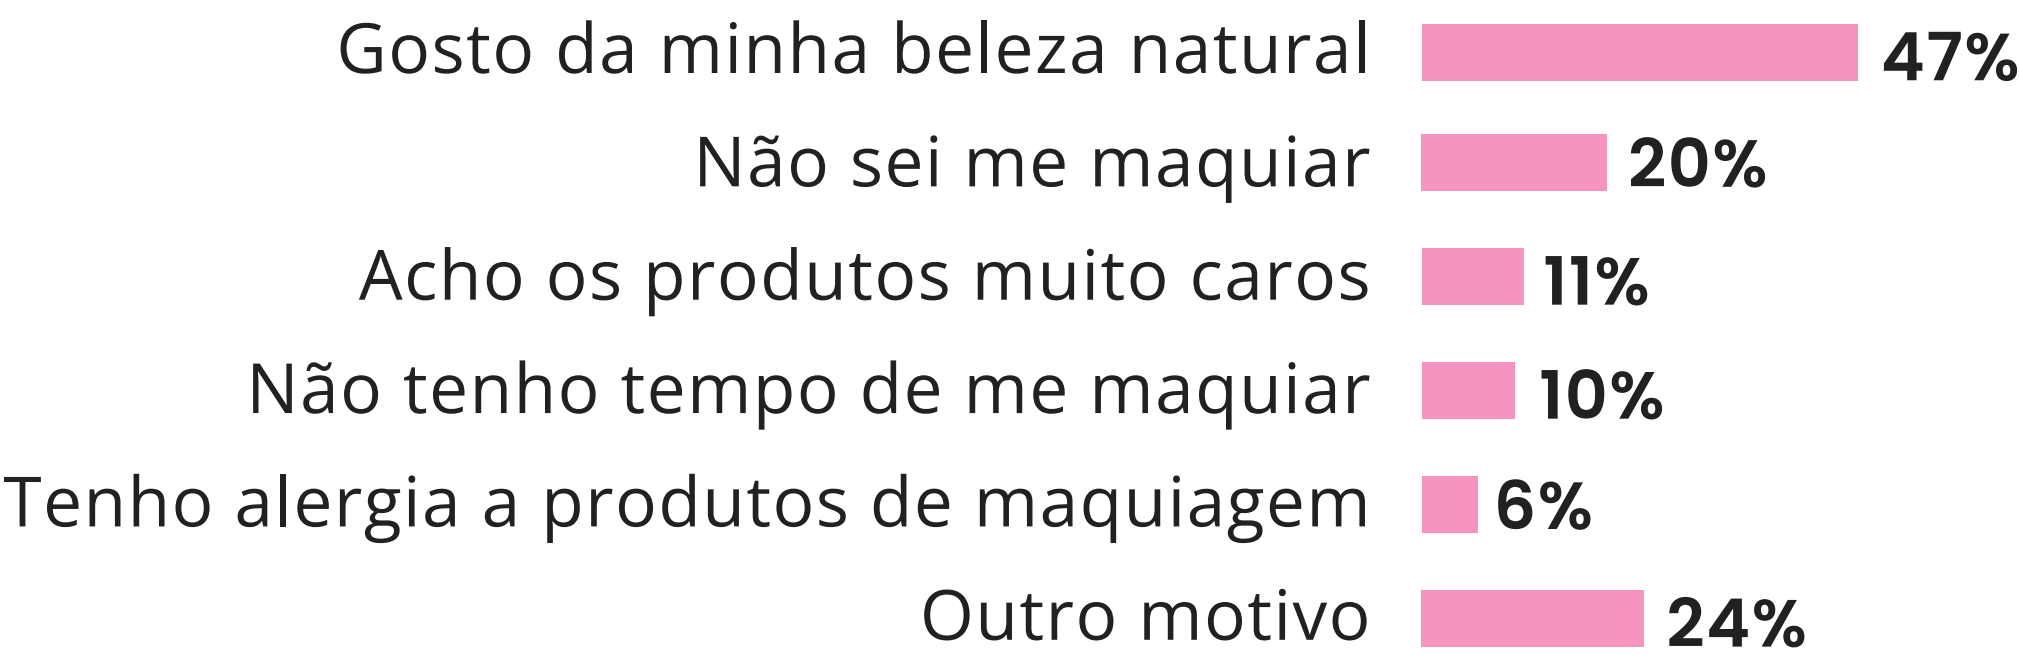 Gosto da minha beleza natural 47%
Não sei me maquiar 20%
Acho os produtos muito caros 11%
Não tenho tempo de me maquiar 10%
Tenho alergia a produtos de maquiagem 6%
Outro motivo 24%